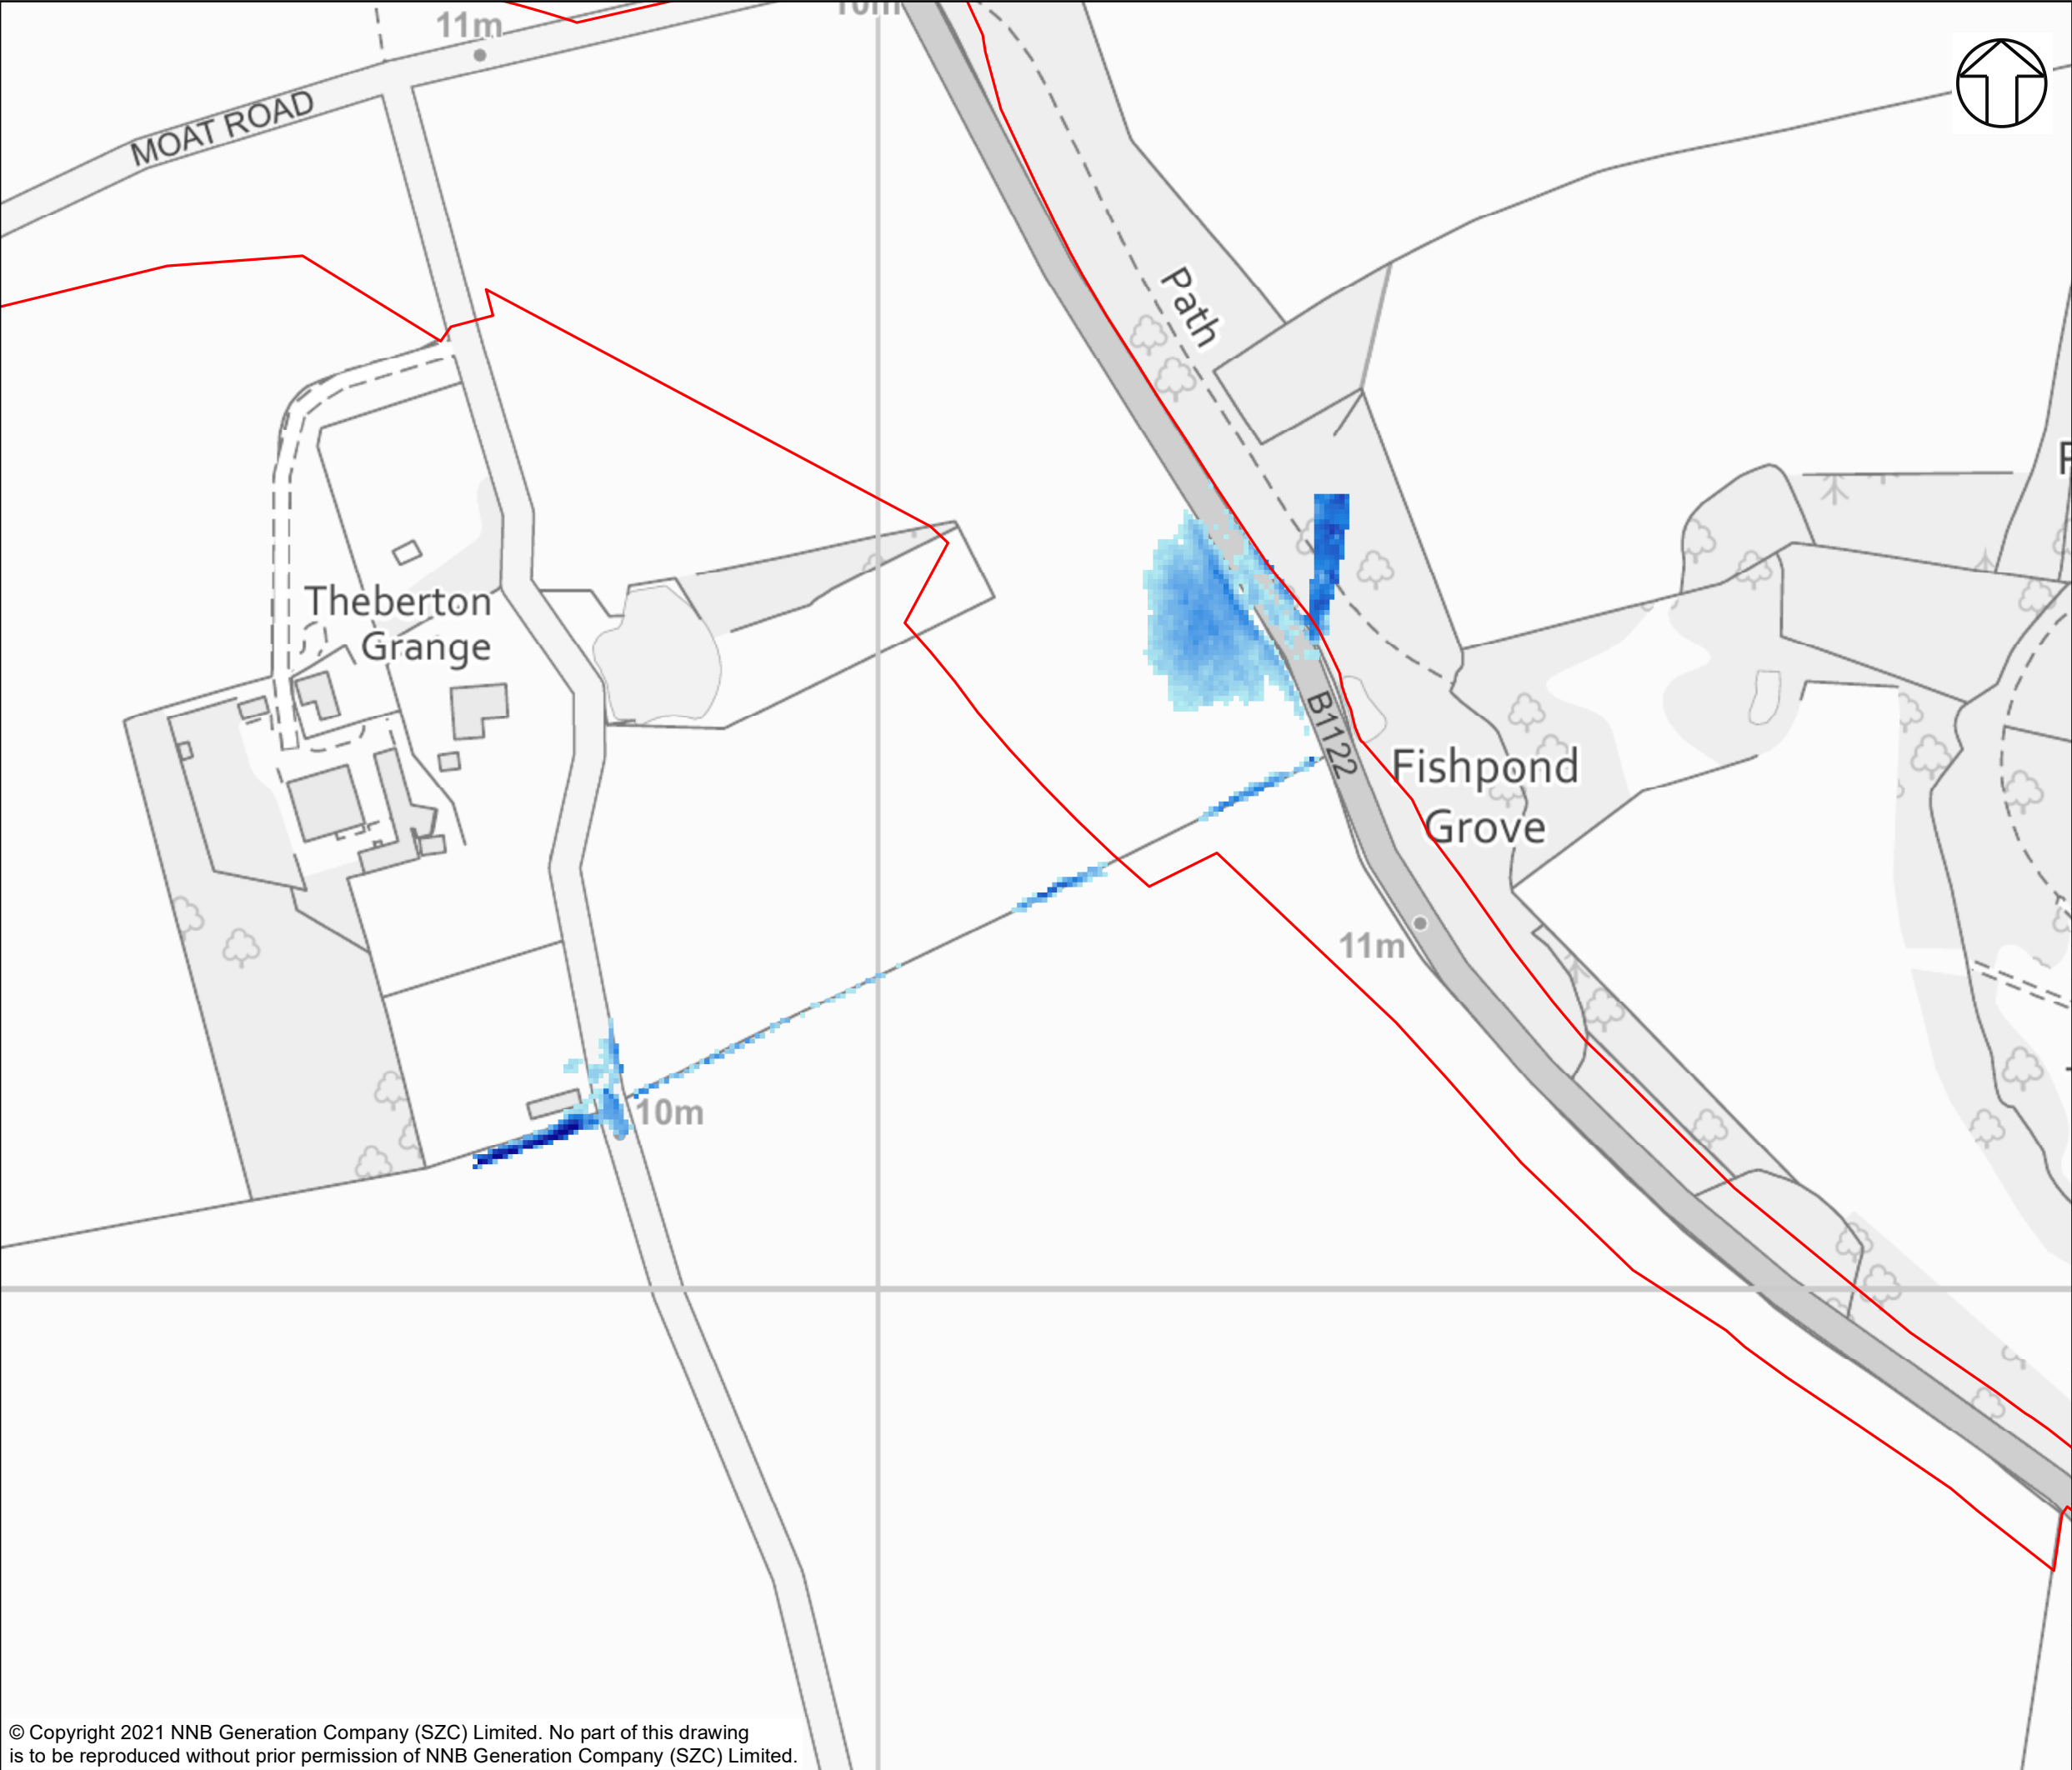 11m
MOAT ROAD
Path
Theberton
Grange
B1122
Fishpond
Grove
11m
10m
© Copyright 2021 NNB Generation Company (SZC) Limited. No part of this drawing
is to be reproduced without prior permission of NNB Generation Company (SZC) Limited.